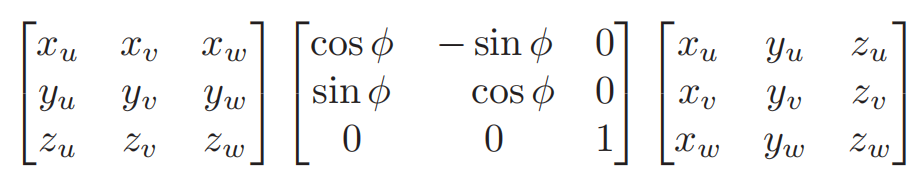 [x_u x_v x_w] [cos ϕ − sin ϕ 0] [x_u y_u z_u]
[y_u y_v y_w] [sin ϕ cos ϕ 0] [x_v y_v z_v]
[z_u z_v z_w] [0 0 1] [x_w y_w z_w]